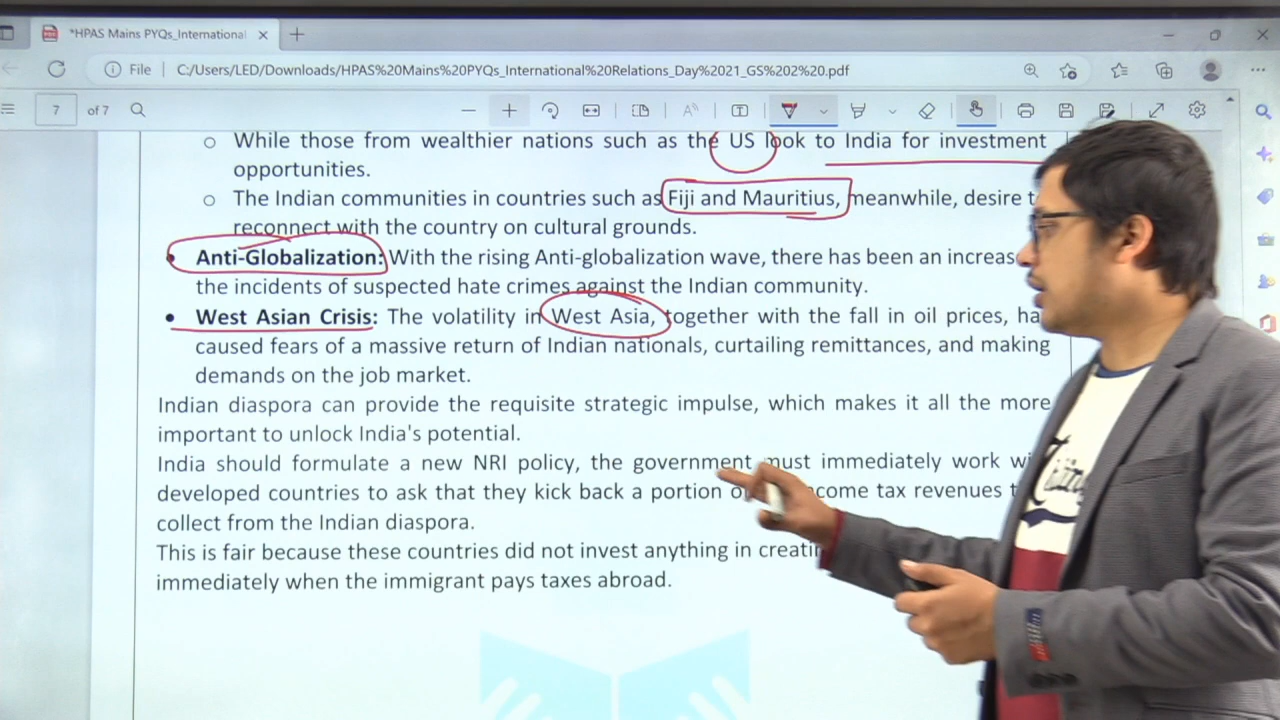 *HPAS Mains PYQs_International
File C:/Users/LED/Downloads/HPAS%20Mains%20PYQs_International%20Relations_Day%2021_GS%202%20.pdf
7 of 7
While those from wealthier nations such as the US look to India for investment
opportunities.
The Indian communities in countries such as Fiji and Mauritius, meanwhile, desire
reconnect with the country on cultural grounds.
Anti-Globalization: With the rising Anti-globalization wave, there has been an
the incidents of suspected hate crimes against the Indian community.
West Asian Crisis: The volatility in West Asia, together with the fall in oil prices,
caused fears of a massive return of Indian nationals, curtailing remittances, and making
demands on the job market.
Indian diaspora can provide the requisite strategic impulse, which makes it all the more
important to unlock India's potential.
India should formulate a new NRI policy, the government must immediately work
developed countries to ask that they kick back a portion income tax revenues
collect from the Indian diaspora.
This is fair because these countries did not invest anything in
immediately when the immigrant pays taxes abroad.